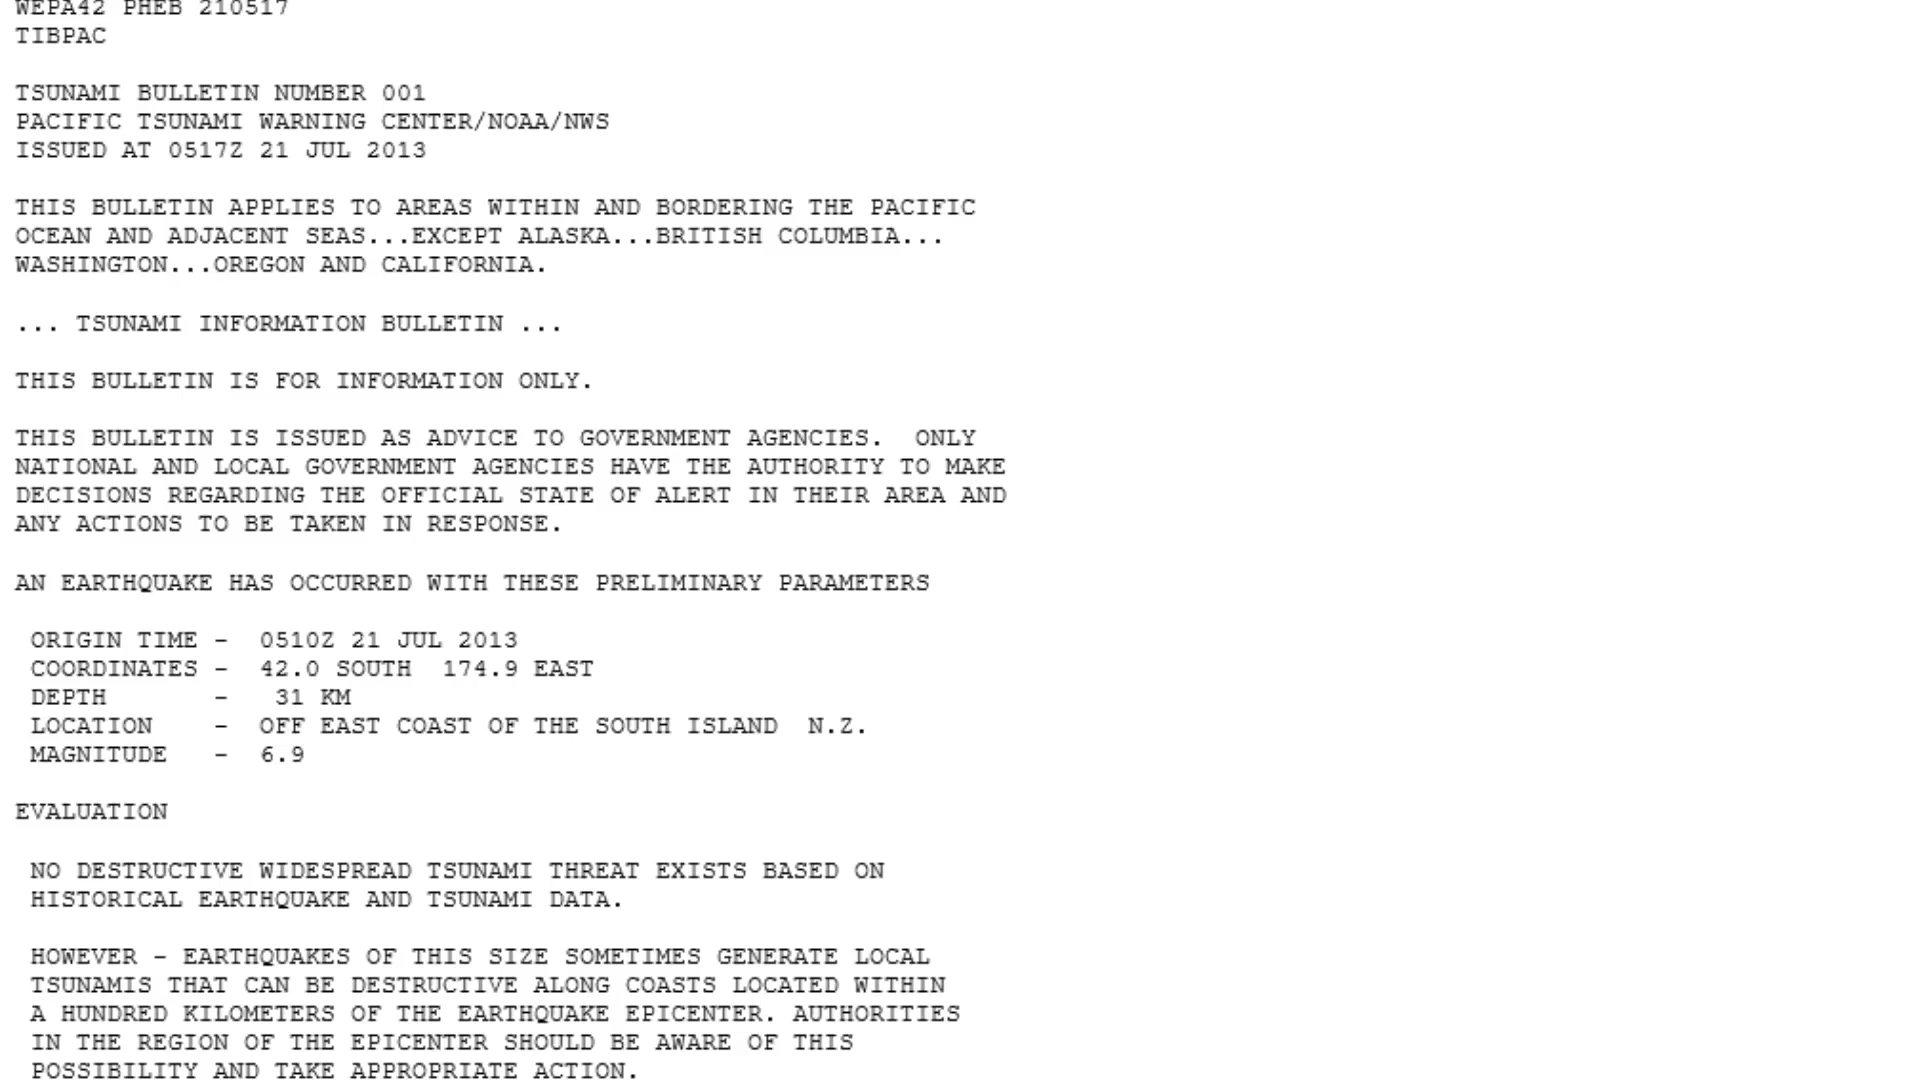 WEPA42 PHEB 210517
TIBPAC
TSUNAMI BULLETIN NUMBER 001
PACIFIC TSUNAMI WARNING CENTER/NOAA/NWS
ISSUED AT 0517Z 21 JUL 2013
THIS BULLETIN APPLIES TO AREAS WITHIN AND BORDERING THE PACIFIC
OCEAN AND ADJACENT SEAS...EXCEPT ALASKA...BRITISH COLUMBIA...
WASHINGTON...OREGON AND CALIFORNIA.
... TSUNAMI INFORMATION BULLETIN ...
THIS BULLETIN IS FOR INFORMATION ONLY.
THIS BULLETIN IS ISSUED AS ADVICE TO GOVERNMENT AGENCIES.  ONLY
NATIONAL AND LOCAL GOVERNMENT AGENCIES HAVE THE AUTHORITY TO MAKE
DECISIONS REGARDING THE OFFICIAL STATE OF ALERT IN THEIR AREA AND
ANY ACTIONS TO BE TAKEN IN RESPONSE.
AN EARTHQUAKE HAS OCCURRED WITH THESE PRELIMINARY PARAMETERS
ORIGIN TIME -  0510Z 21 JUL 2013
COORDINATES -  42.0 SOUTH  174.9 EAST
DEPTH       -   31 KM
LOCATION    -  OFF EAST COAST OF THE SOUTH ISLAND  N.Z.
MAGNITUDE   -  6.9
EVALUATION
NO DESTRUCTIVE WIDESPREAD TSUNAMI THREAT EXISTS BASED ON
HISTORICAL EARTHQUAKE AND TSUNAMI DATA.
HOWEVER - EARTHQUAKES OF THIS SIZE SOMETIMES GENERATE LOCAL
TSUNAMIS THAT CAN BE DESTRUCTIVE ALONG COASTS LOCATED WITHIN
A HUNDRED KILOMETERS OF THE EARTHQUAKE EPICENTER. AUTHORITIES
IN THE REGION OF THE EPICENTER SHOULD BE AWARE OF THIS
POSSIBILITY AND TAKE APPROPRIATE ACTION.